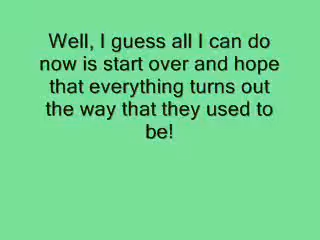 Well, I guess all I can do
now is start over and hope
that everything turns out
the way that they used to
be!